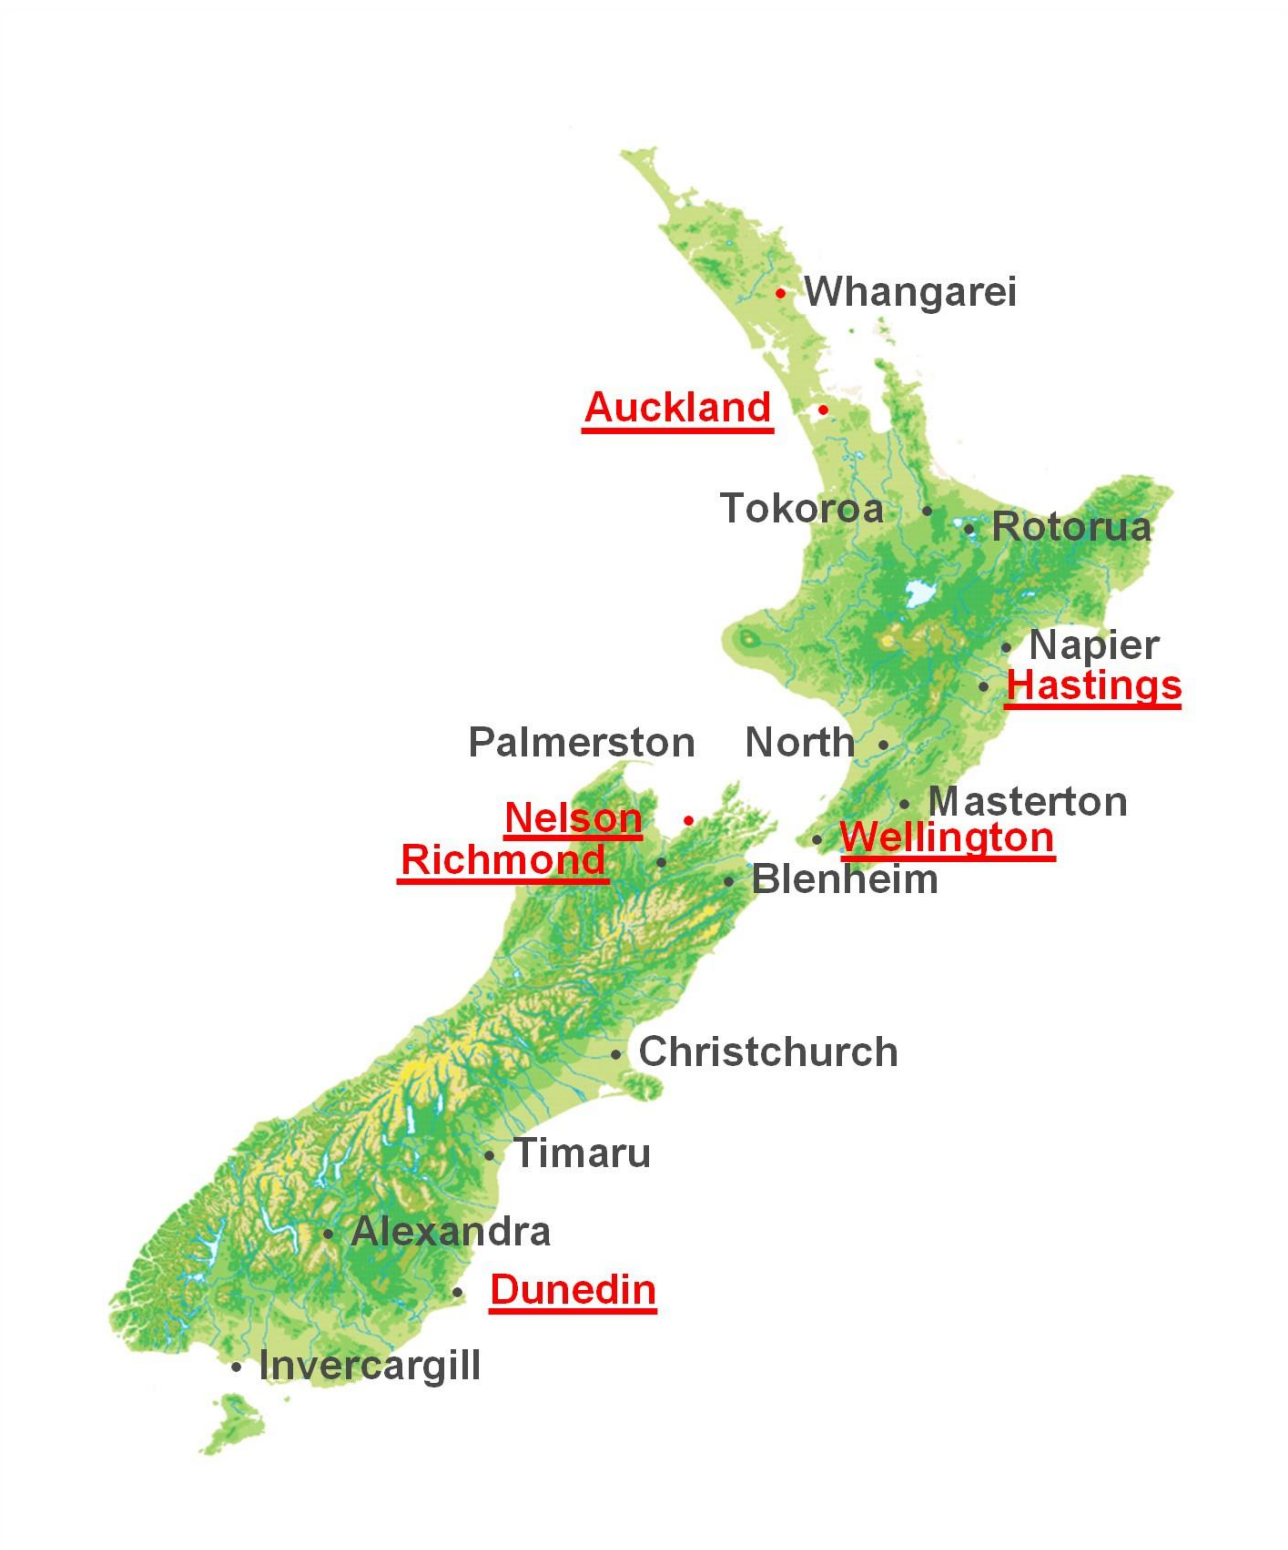 Whangarei
Auckland
Tokoroa
Rotorua
Napier
Hastings
Palmerston North
Masterton
Nelson
Wellington
Richmond
Blenheim
Christchurch
Timaru
Alexandra
Dunedin
Invercargill